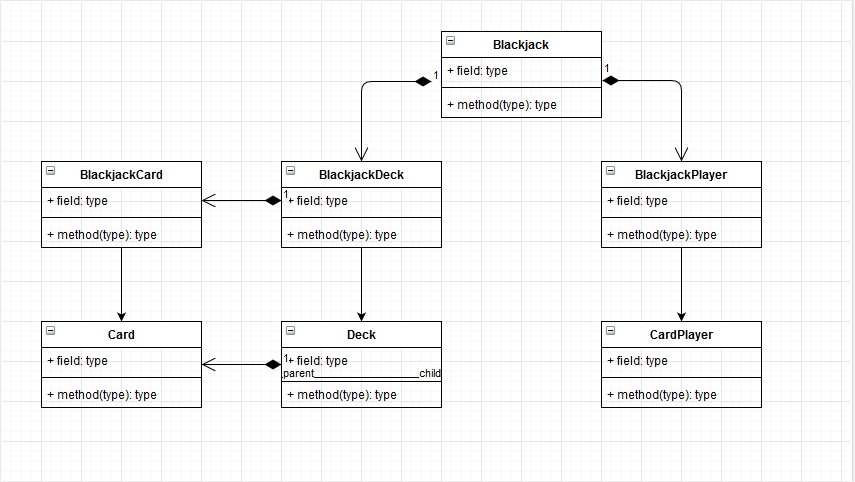 Blackjack
+ field: type
+ method(type): type
1
1
BlackjackCard
+ field: type
+ method(type): type
BlackjackDeck
1
+ field: type
+ method(type): type
BlackjackPlayer
+ field: type
+ method(type): type
Card
+ field: type
+ method(type): type
Deck
1
+ field: type
parent child
+ method(type): type
CardPlayer
+ field: type
+ method(type): type